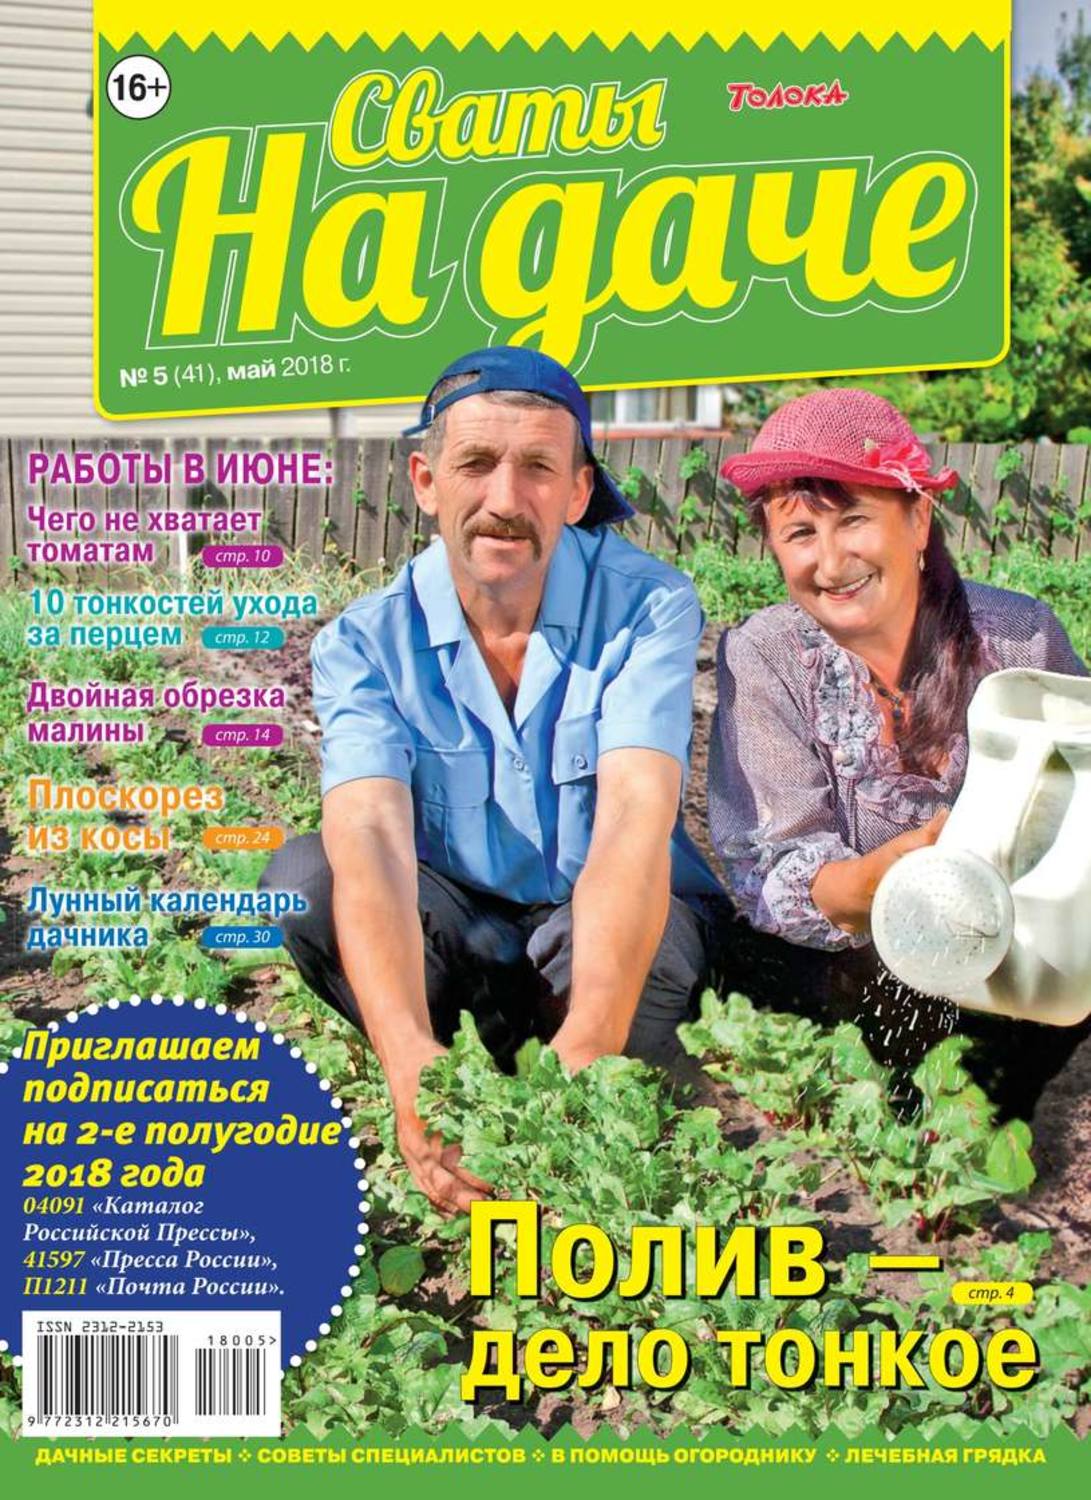 16+
Сваты
ТОЛОКА
На даче
№ 5 (41), май 2018 г.
РАБОТЫ В ИЮНЕ:
Чего не хватает
томатам стр. 10
10 тонкостей ухода
за перцем стр. 12
Двойная обрезка
малины стр. 14
Плоскорез
из косы стр. 24
Лунный календарь
дачника стр. 30
Приглашаем
подписаться
на 2-е полугодие
2018 года
04091 «Каталог
Российской Прессы»,
41597 «Пресса России»,
П1211 «Почта России».
ISSN 2312-2153
18005>
9 772312 215670
Полив –
стр. 4
дело тонкое
ДАЧНЫЕ СЕКРЕТЫ ❖ СОВЕТЫ СПЕЦИАЛИСТОВ ❖ В ПОМОЩЬ ОГОРОДНИКУ ❖ ЛЕЧЕБНАЯ ГРЯДКА